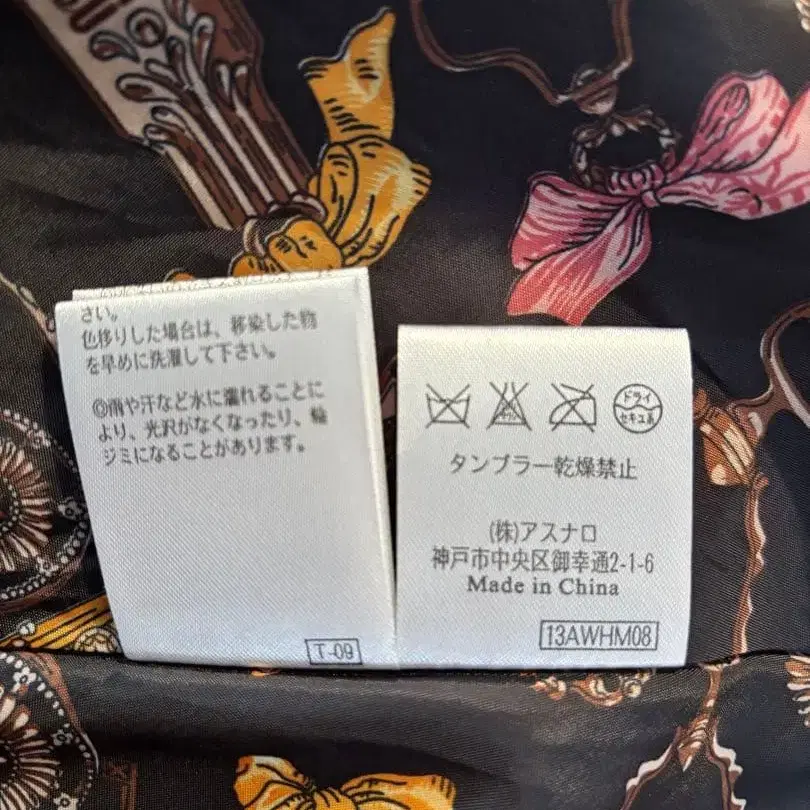 さい。
色移りした場合は、移染した物
を早めに洗濯して下さい。
◎雨や汗など水に濡れることに
より、光沢がなくなったり、輪
ジミになることがあります。
T-09
ドライ
セキユ系
タンブラー乾燥禁止
(株)アスナロ
神戸市中央区御幸通2-1-6
Made in China
13AWHM08